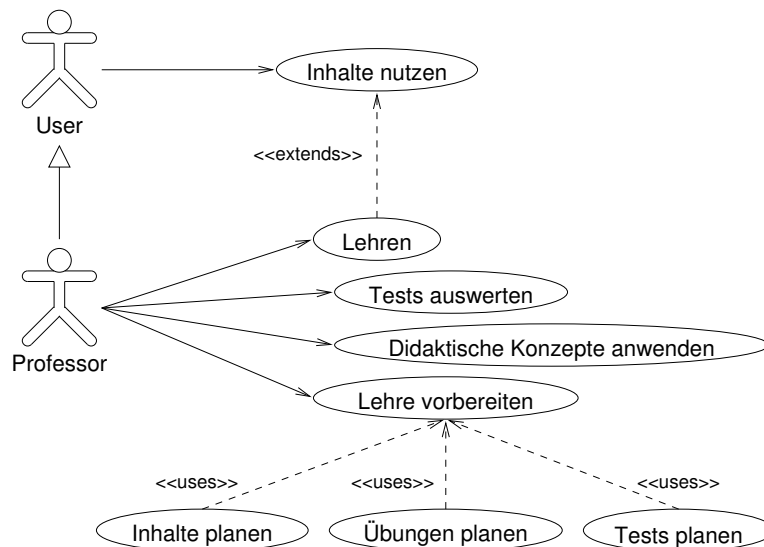 Inhalte nutzen
User
<<extends>>
Lehren
Tests auswerten
Didaktische Konzepte anwenden
Professor
Lehre vorbereiten
<<uses>>
<<uses>>
<<uses>>
Inhalte planen
Übungen planen
Tests planen